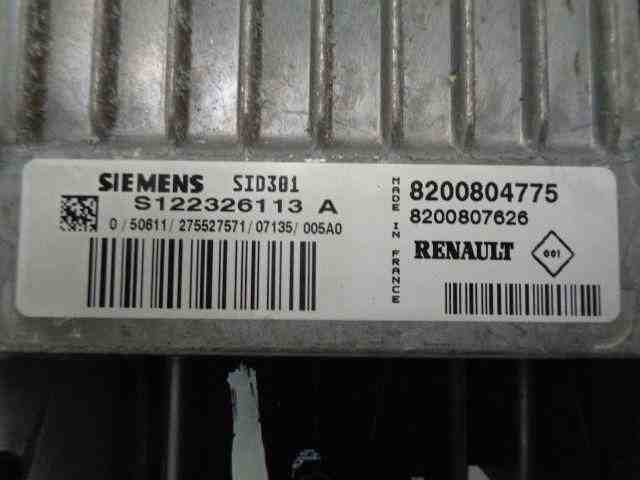 SIEMENS SID301
S122326113 A
0/50611/275527571/07135/005A0
MADE IN FRANCE
8200804775
8200807626
RENAULT
001